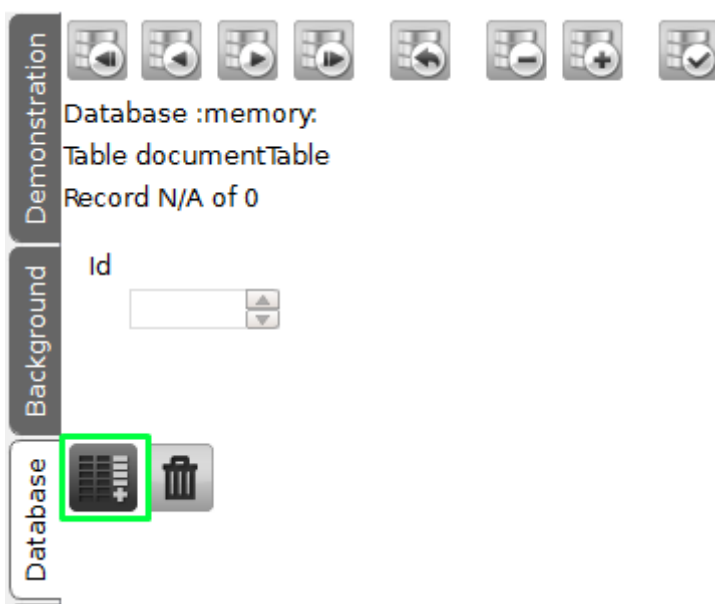 Demonstration
Background
Database
Database :memory:
Table documentTable
Record N/A of 0
Id